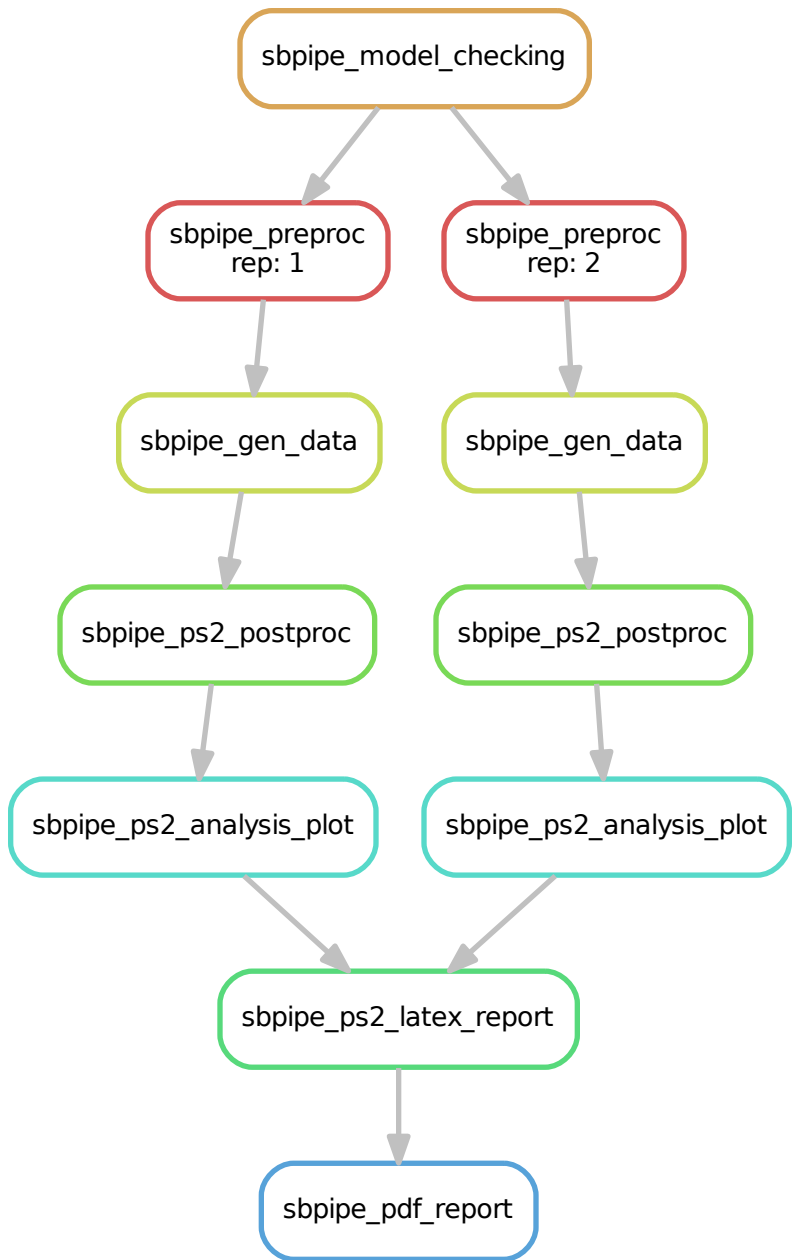 sbpipe_model_checking
sbpipe_preproc
rep: 1
sbpipe_preproc
rep: 2
sbpipe_gen_data
sbpipe_gen_data
sbpipe_ps2_postproc
sbpipe_ps2_postproc
sbpipe_ps2_analysis_plot
sbpipe_ps2_analysis_plot
sbpipe_ps2_latex_report
sbpipe_pdf_report